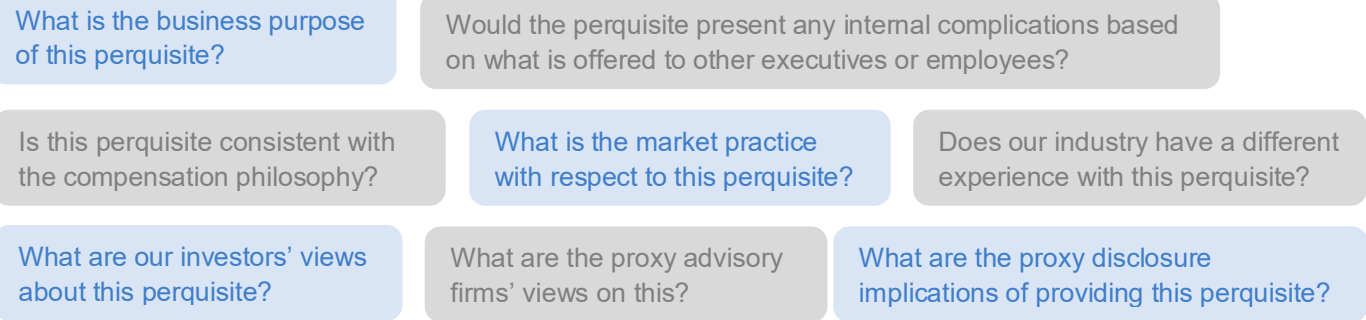 What is the business purpose
of this perquisite?
Would the perquisite present any internal complications based
on what is offered to other executives or employees?
Is this perquisite consistent with
the compensation philosophy?
What is the market practice
with respect to this perquisite?
Does our industry have a different
experience with this perquisite?
What are our investors’ views
about this perquisite?
What are the proxy advisory
firms’ views on this?
What are the proxy disclosure
implications of providing this perquisite?